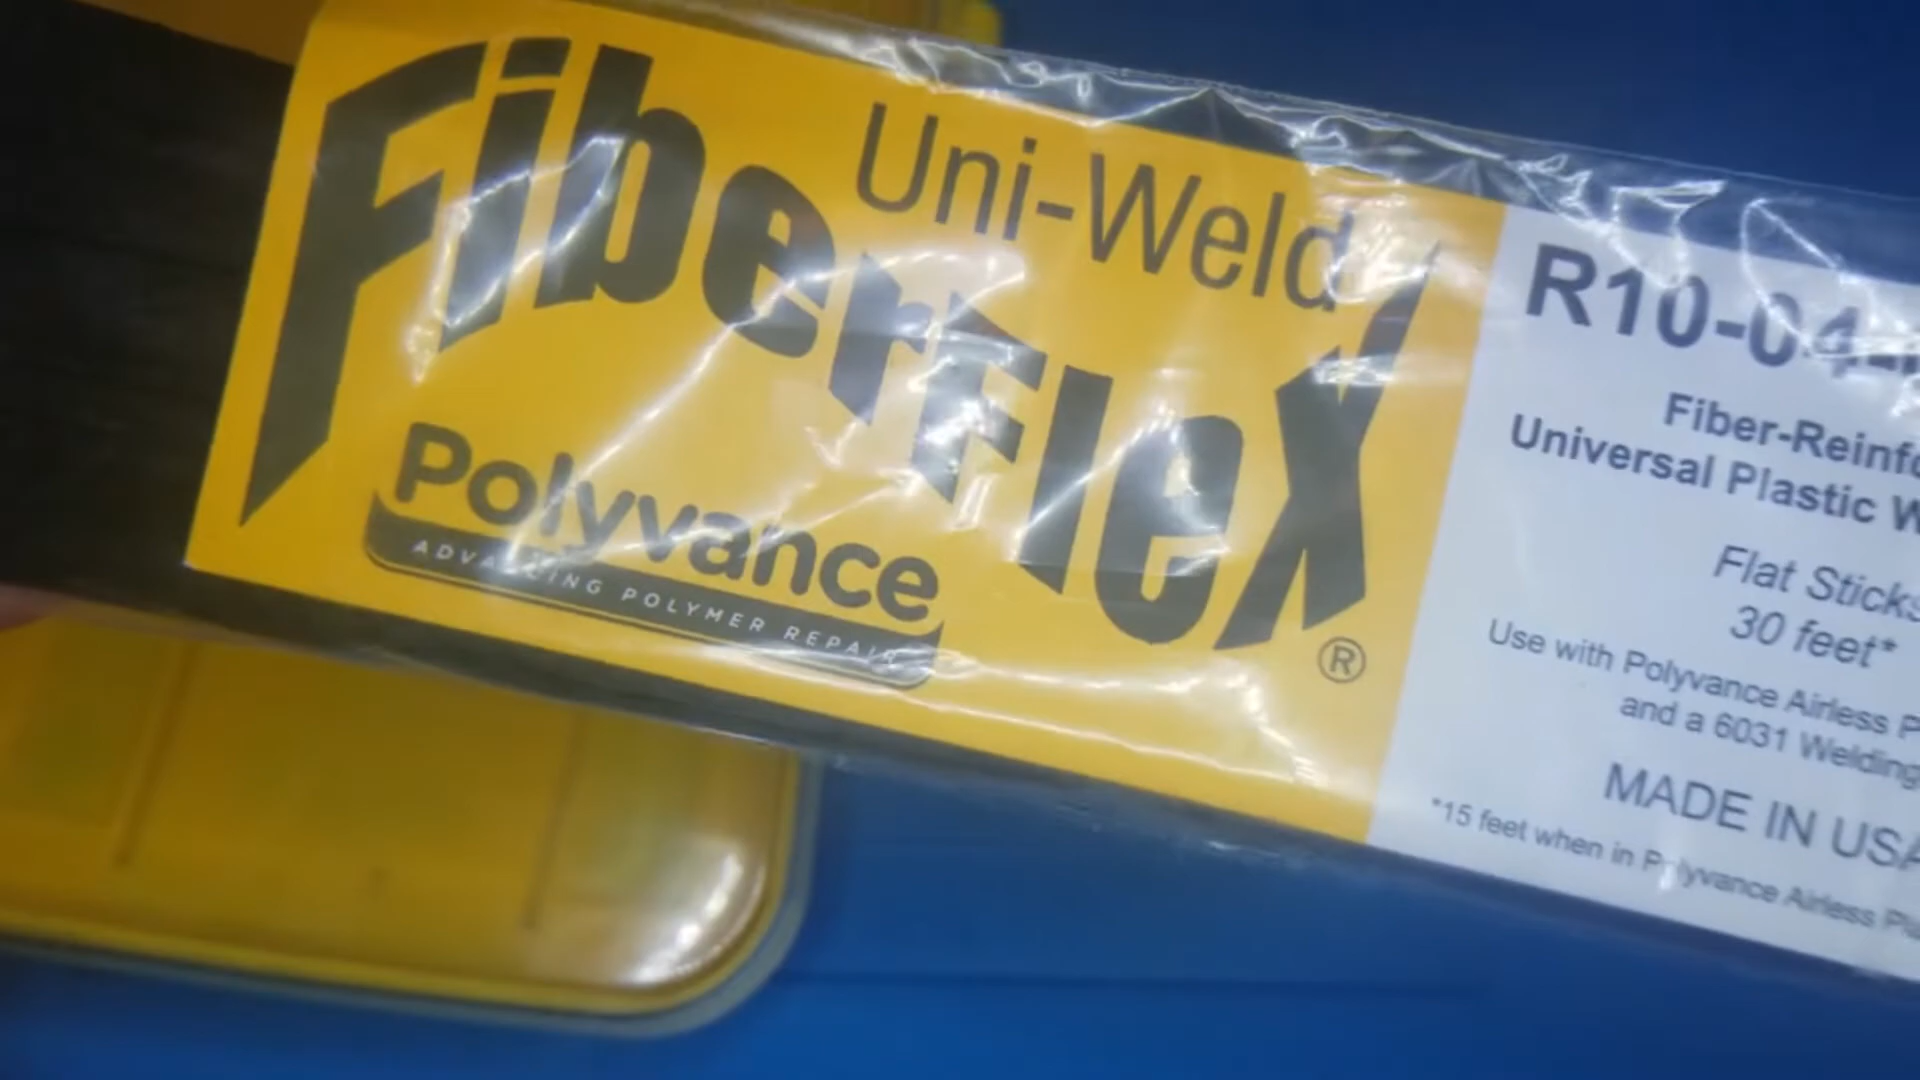 Uni-Weld
FiberFlex®
Polyvance
ADVANCING POLYMER REPAIR
R10-04-
Fiber-Reinfo
Universal Plastic W
Flat Sticks
30 feet*
Use with Polyvance Airless P
and a 6031 Welding
MADE IN USA
*15 feet when in Polyvance Airless Pla